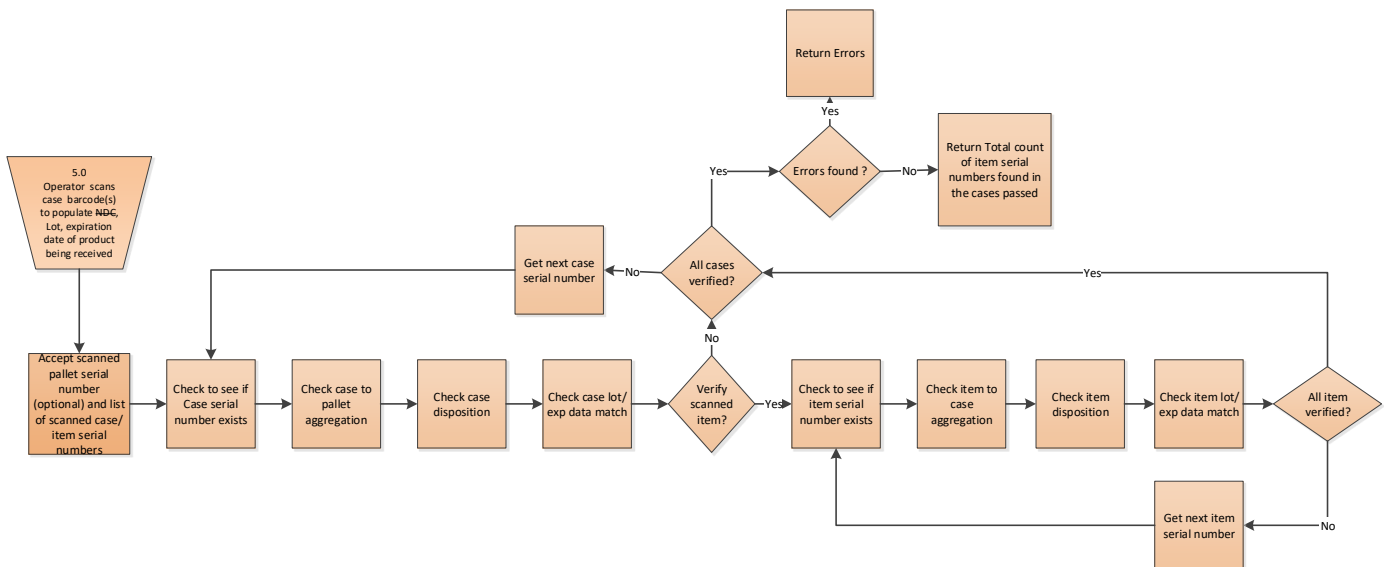 Return Errors
Yes
Errors found ?
No
Return Total count
of item serial
numbers found in
the cases passed
Yes
5.0
Operator scans
case barcode(s)
to populate NDC,
Lot, expiration
date of product
being received
Get next case
serial number
No
All cases
verified?
Yes
No
Accept scanned
pallet serial
number
(optional) and list
of scanned case/
item serial
numbers
Check to see if
Case serial
number exists
Check case to
pallet
aggregation
Check case
disposition
Check case lot/
exp data match
Verify
scanned
item?
Yes
Check to see if
item serial
number exists
Check item to
case
aggregation
Check item
disposition
Check item lot/
exp data match
All item
verified?
Get next item
serial number
No